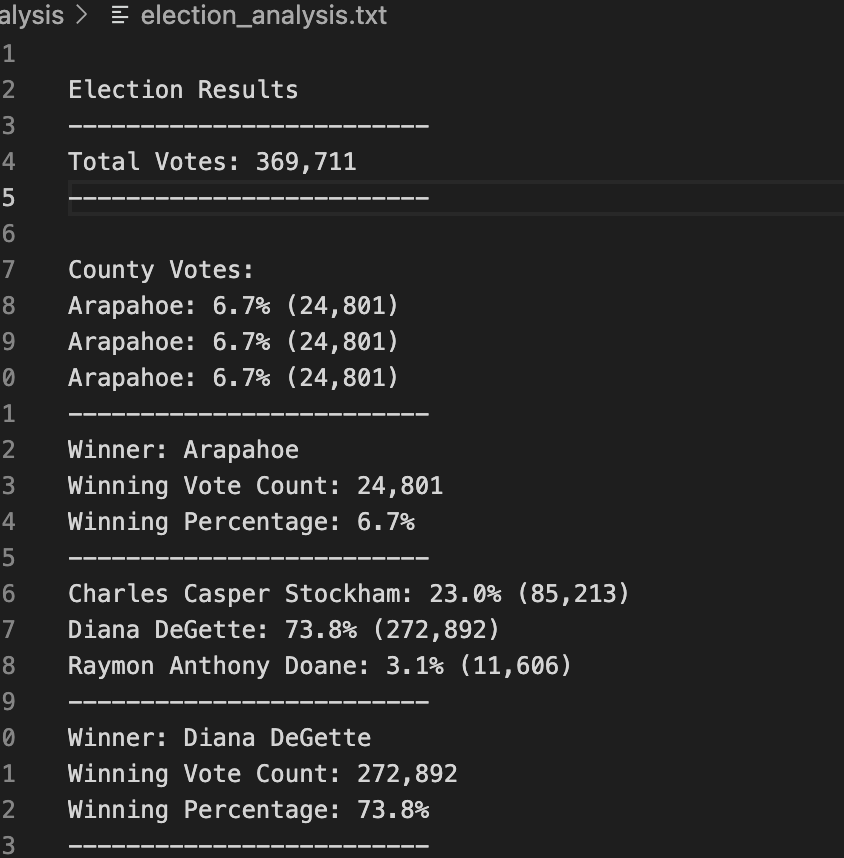 alysis > election_analysis.txt
1
2 Election Results
3 -------------------------
4 Total Votes: 369,711
5 -------------------------
6
7 County Votes:
8 Arapahoe: 6.7% (24,801)
9 Arapahoe: 6.7% (24,801)
0 Arapahoe: 6.7% (24,801)
1 -------------------------
2 Winner: Arapahoe
3 Winning Vote Count: 24,801
4 Winning Percentage: 6.7%
5 -------------------------
6 Charles Casper Stockham: 23.0% (85,213)
7 Diana DeGette: 73.8% (272,892)
8 Raymon Anthony Doane: 3.1% (11,606)
9 -------------------------
0 Winner: Diana DeGette
1 Winning Vote Count: 272,892
2 Winning Percentage: 73.8%
3 -------------------------